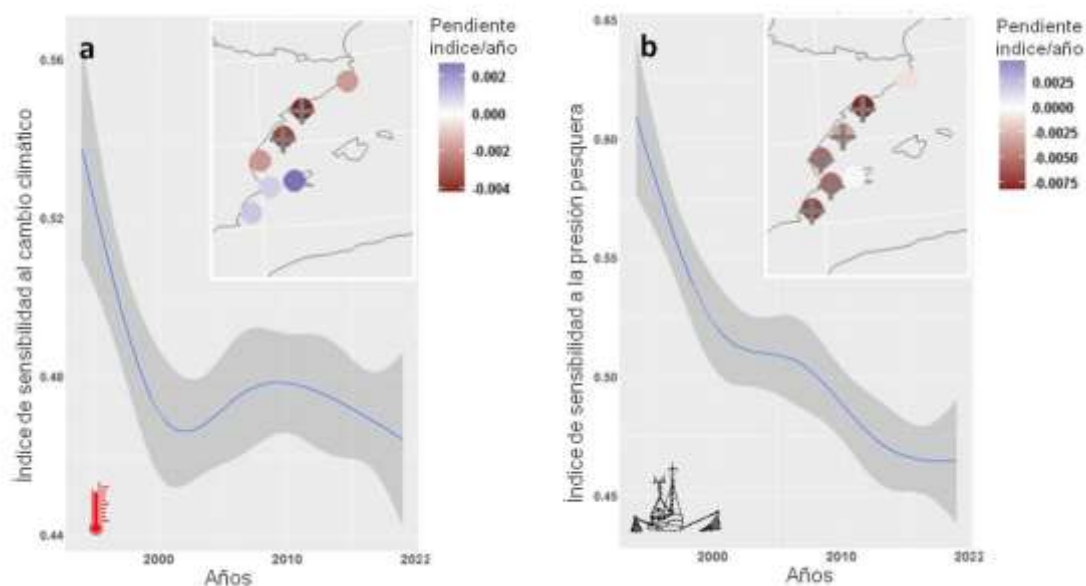 a
Pendiente
índice/año
0.002
0.000
-0.002
-0.004
0.56
0.52
0.48
0.44
Índice de sensibilidad al cambio climático
2000
2010
2022
Años
b
Pendiente
índice/año
0.0025
0.0000
-0.0025
-0.0050
-0.0075
0.65
0.60
0.55
0.50
0.45
Índice de sensibilidad a la presión pesquera
2000
2010
2022
Años